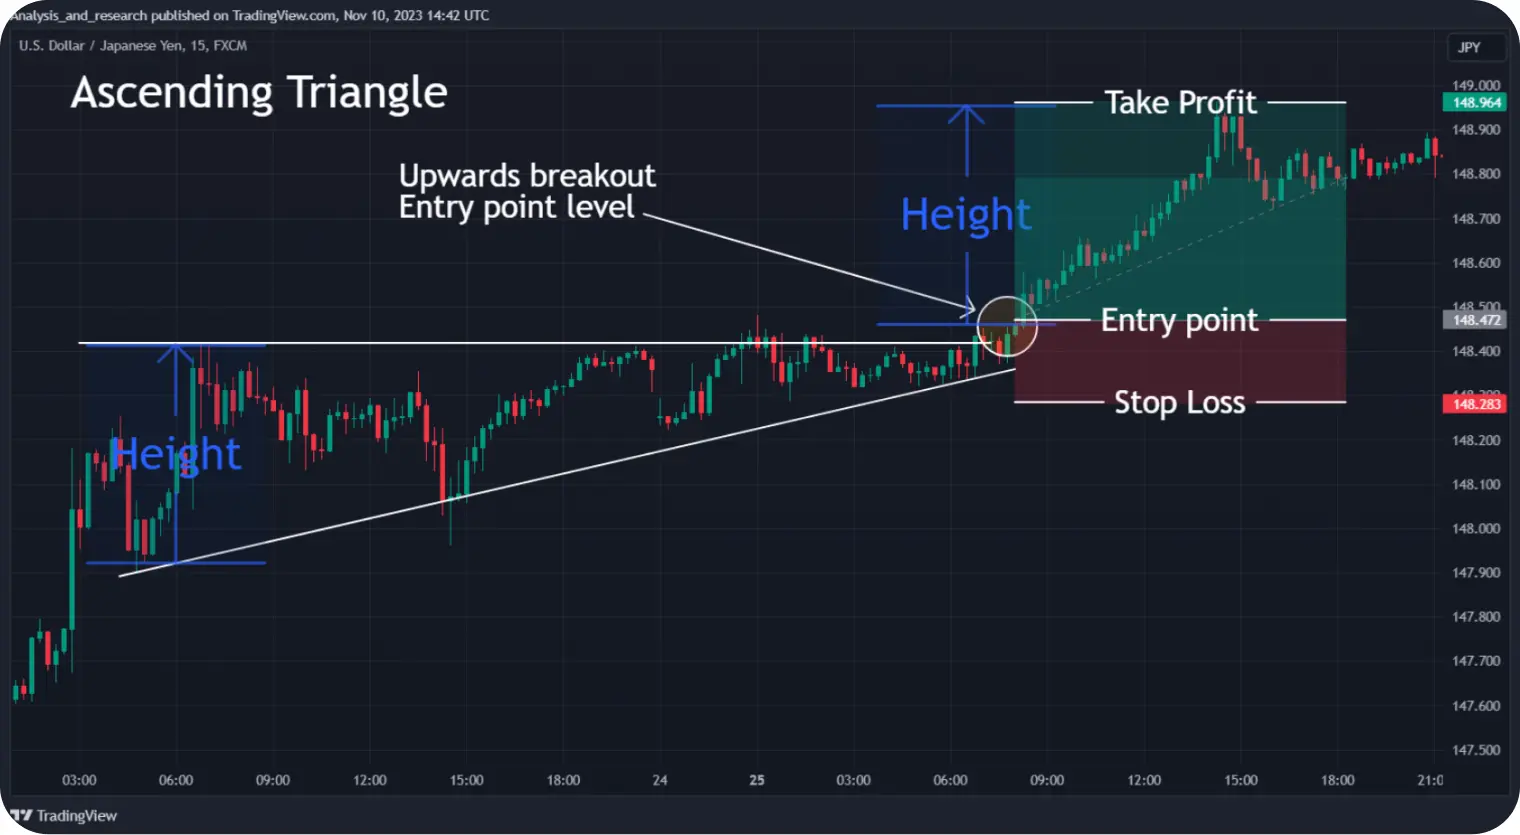 Analysis_and_research published on TradingView.com, Nov 10, 2023 14:42 UTC
U.S. Dollar / Japanese Yen, 15, FXCM
JPY
Ascending Triangle
149.000
Take Profit
148.964
148.900
Upwards breakout
Entry point level
148.800
Height
148.700
148.600
148.500
Entry point
148.472
148.400
Stop Loss
148.283
Height
148.200
148.100
148.000
147.900
147.800
147.700
147.600
147.500
03:00 06:00 09:00 12:00 15:00 18:00 24 25 03:00 06:00 09:00 12:00 15:00 18:00 21:0
TradingView